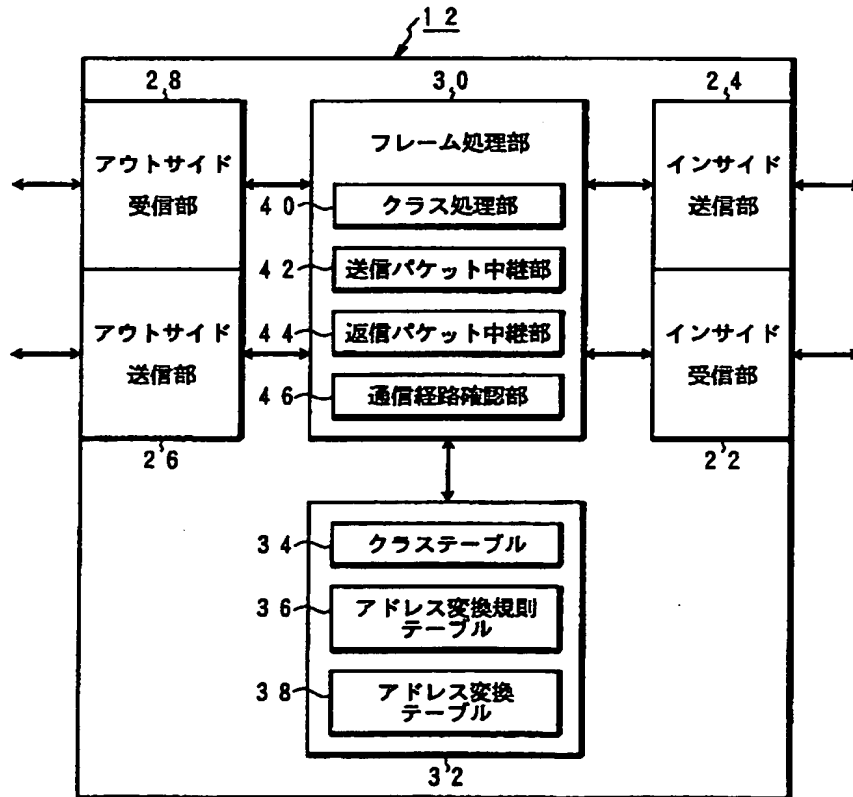 12
28
30
24
アウトサイド
受信部
フレーム処理部
インサイド
送信部
40
クラス処理部
42
送信パケット中継部
アウトサイド
送信部
44
返信パケット中継部
インサイド
受信部
46
通信経路確認部
26
22
34
クラステーブル
36
アドレス変換規則
テーブル
38
アドレス変換
テーブル
32